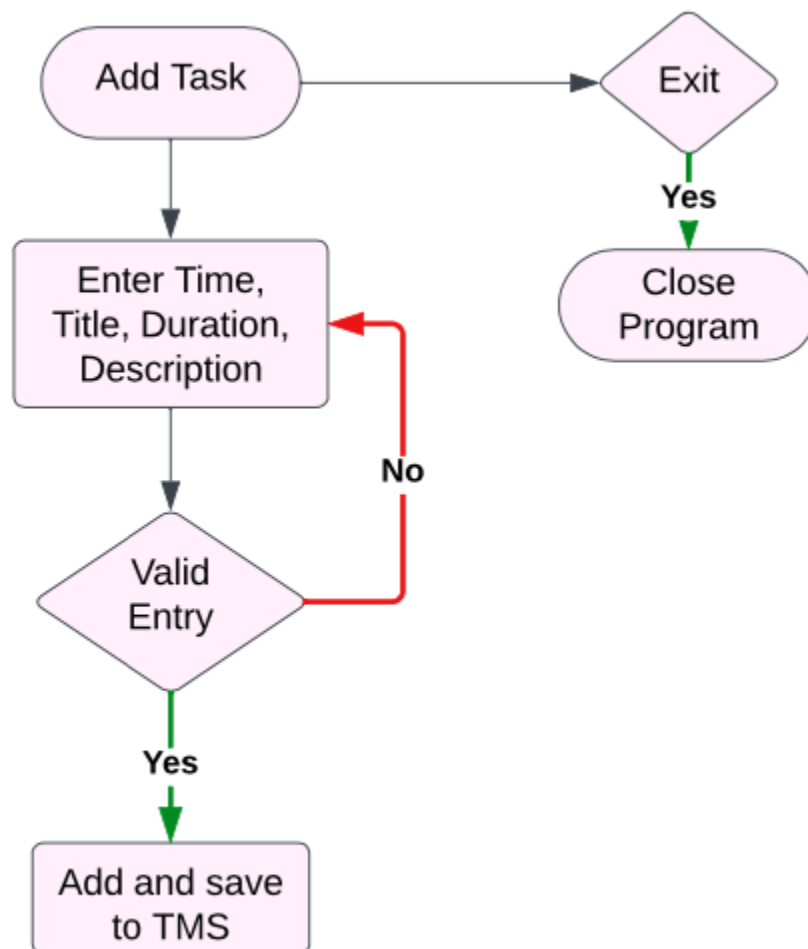 Add Task
Exit
Yes
Enter Time,
Title, Duration,
Description
Close
Program
No
Valid
Entry
Yes
Add and save
to TMS